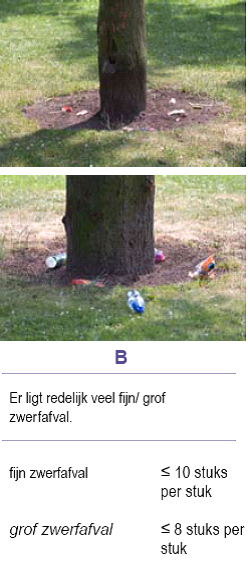 B
Er ligt redelijk veel fijn/ grof
zwerfafval.
fijn zwerfafval
≤ 10 stuks
per stuk
grof zwerfafval
≤ 8 stuks per
stuk